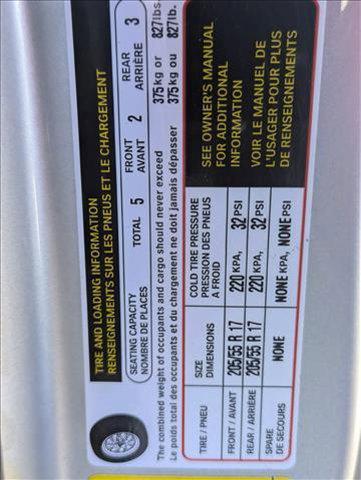 TIRE AND LOADING INFORMATION
RENSEIGNEMENTS SUR LES PNEUS ET LE CHARGEMENT
SEATING CAPACITY
NOMBRE DE PLACES
TOTAL 5
FRONT
AVANT 2
REAR
ARRIÈRE 3
The combined weight of occupants and cargo should never exceed 375 kg or 827 lbs.
Le poids total des occupants et du chargement ne doit jamais dépasser 375 kg ou 827 lb.
TIRE / PNEU
SIZE
DIMENSIONS
COLD TIRE PRESSURE
PRESSION DES PNEUS
A FROID
FRONT / AVANT 205/55 R 17 220 KPA, 32 PSI
REAR / ARRIÈRE 205/55 R 17 220 KPA, 32 PSI
SPARE
DE SECOURS NONE NONE KPA, NONE PSI
SEE OWNER'S MANUAL
FOR ADDITIONAL
INFORMATION
VOIR LE MANUEL DE
L'USAGER POUR PLUS
DE RENSEIGNEMENTS